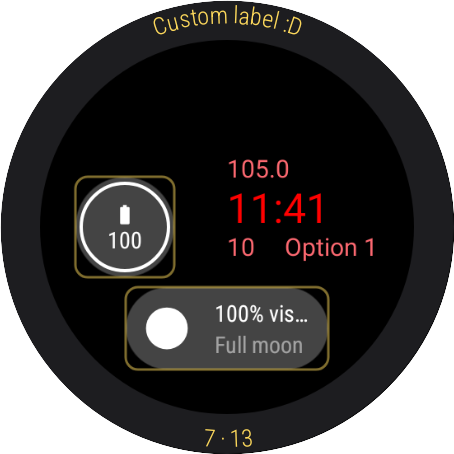 Custom label :D
105.0
11:41
100
10 Option 1
100% vis…
Full moon
7 · 13